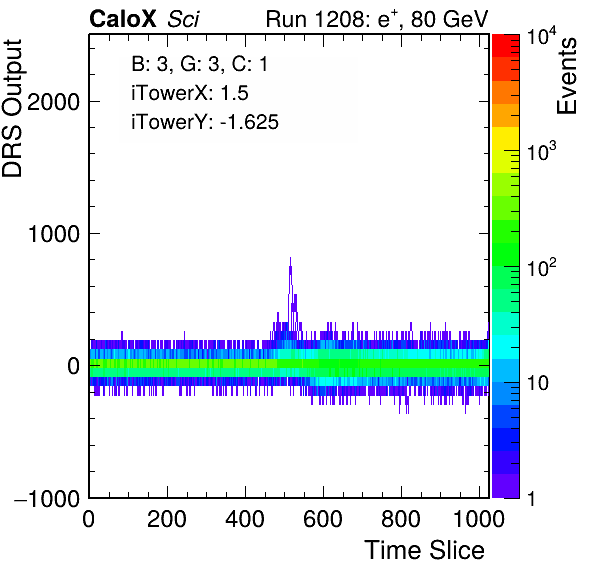 CaloX Sci Run 1208: e⁺, 80 GeV
B: 3, G: 3, C: 1
iTowerX: 1.5
iTowerY: -1.625
DRS Output
2000
1000
0
−1000
0 200 400 600 800 1000
Time Slice
Events
10⁴
10³
10²
10
1